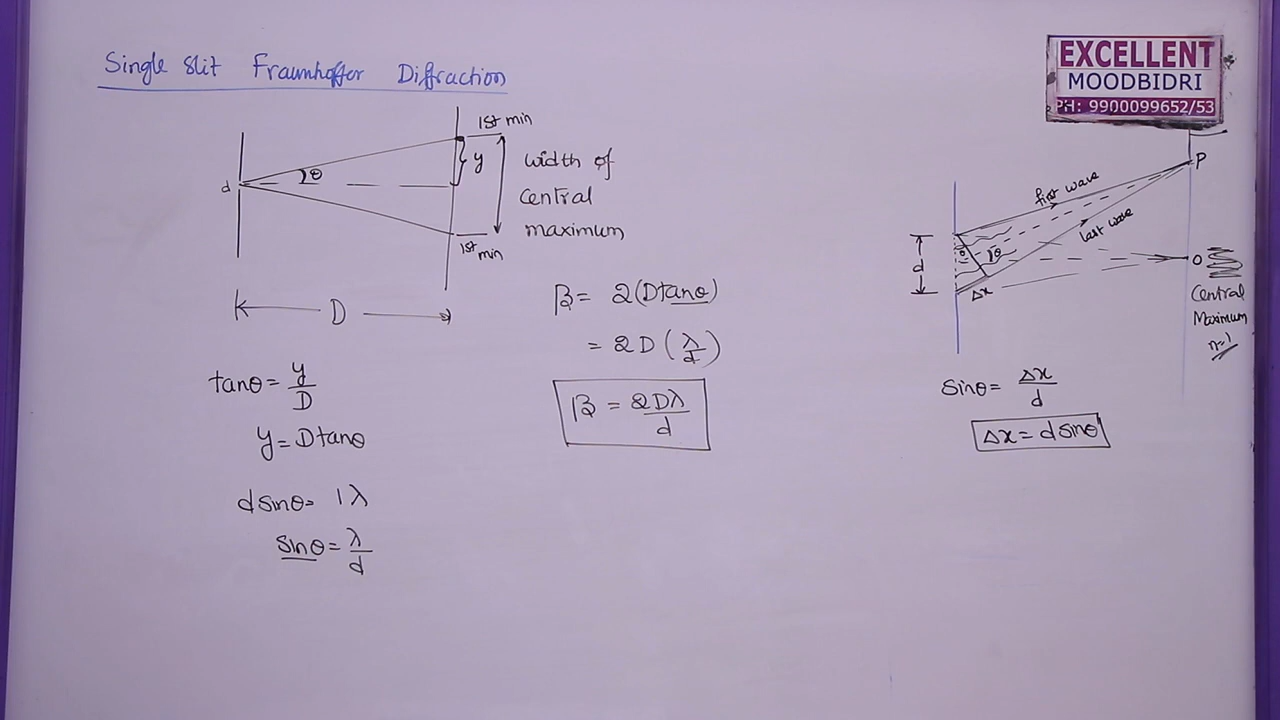 Single slit Fraunhoffer Diffraction
EXCELLENT
MOODBIDRI
PH: 9900099652/53
1st min
y
θ
d
width of
central
maximum
1st min
D
tanθ = y/D
y = D tanθ
d sinθ = 1λ
sinθ = λ/d
β = 2(D tanθ)
= 2D (λ/d)
β = 2Dλ/d
P
first wave
last wave
θ
θ
d
O
Δx
Central
Maximum
sinθ = Δx/d
Δx = d sinθ